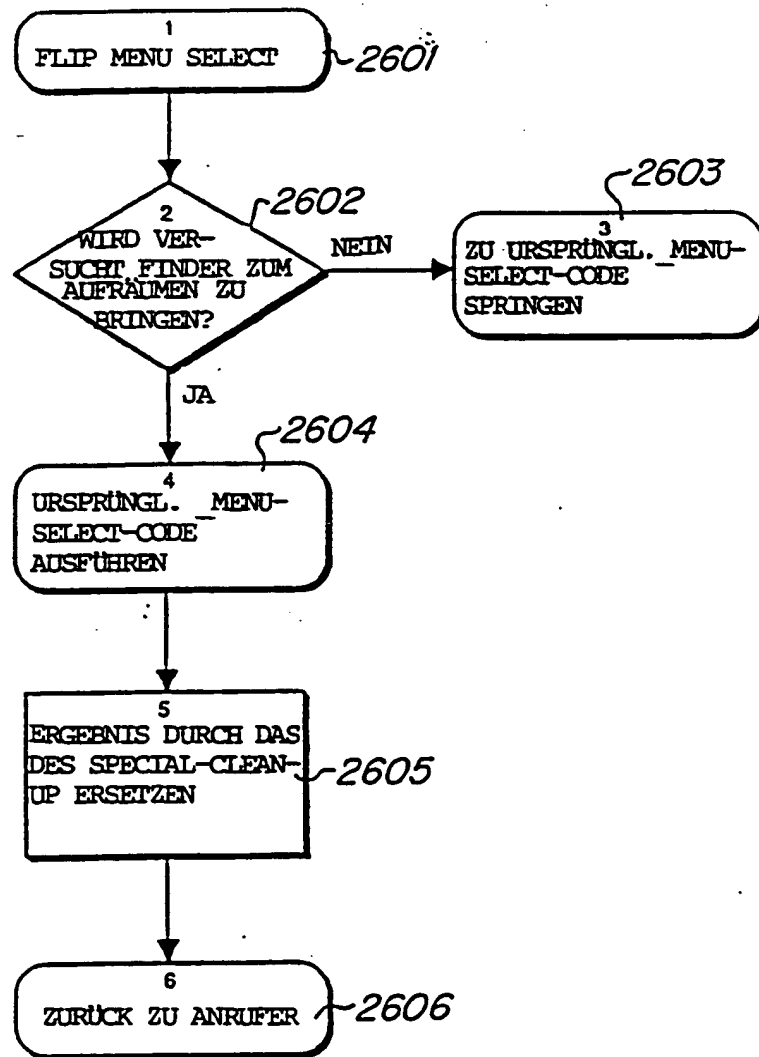 1
FLIP MENU SELECT
2601
2
WIRD VER-
SUCHT FINDER ZUM
AUFRÄUMEN ZU
BRINGEN?
2602
NEIN
2603
3
ZU URSPRÜNGL. _MENU-
SELECT-CODE
SPRINGEN
JA
2604
4
URSPRÜNGL. _MENU-
SELECT-CODE
AUSFÜHREN
5
ERGEBNIS DURCH DAS
DES SPECIAL-CLEAN-
UP ERSETZEN
2605
6
ZURÜCK ZU ANRUFER
2606